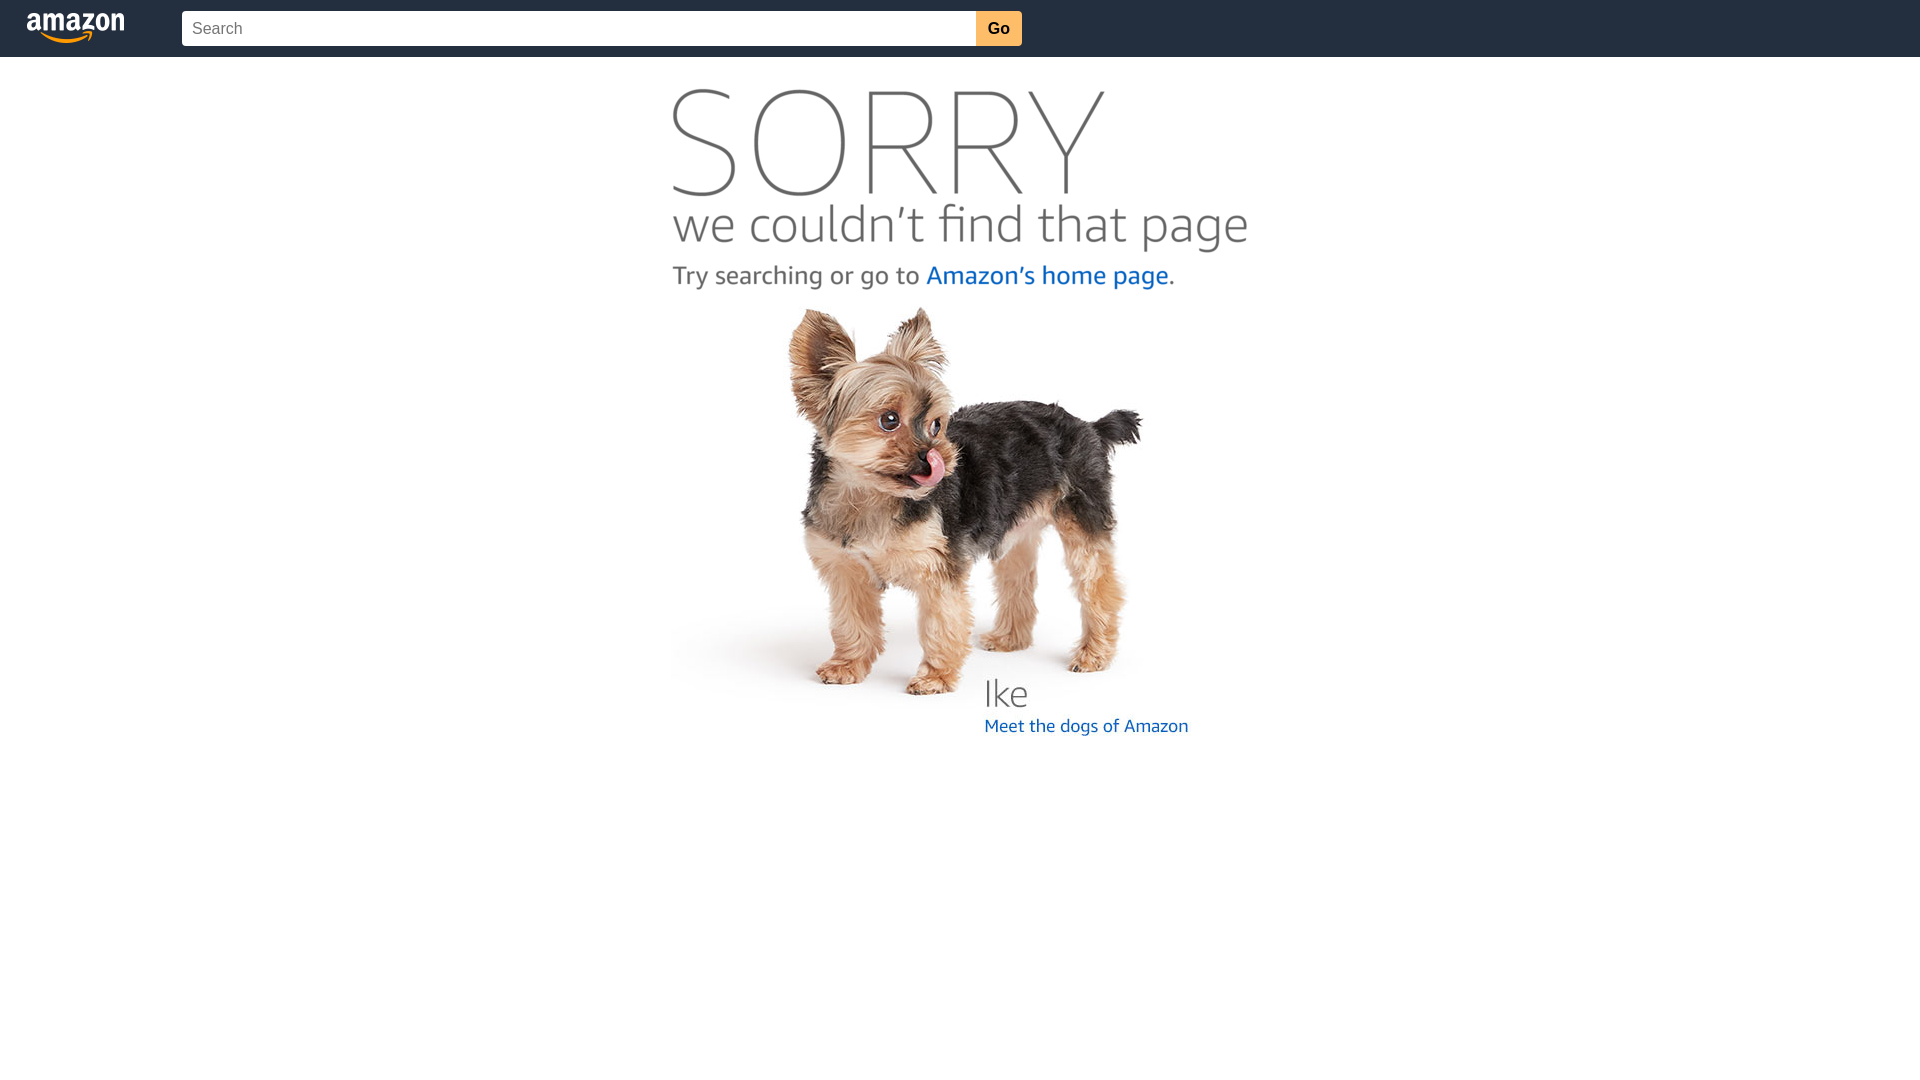 amazon
Search
Go
SORRY
we couldn't find that page
Try searching or go to Amazon's home page.
Ike
Meet the dogs of Amazon